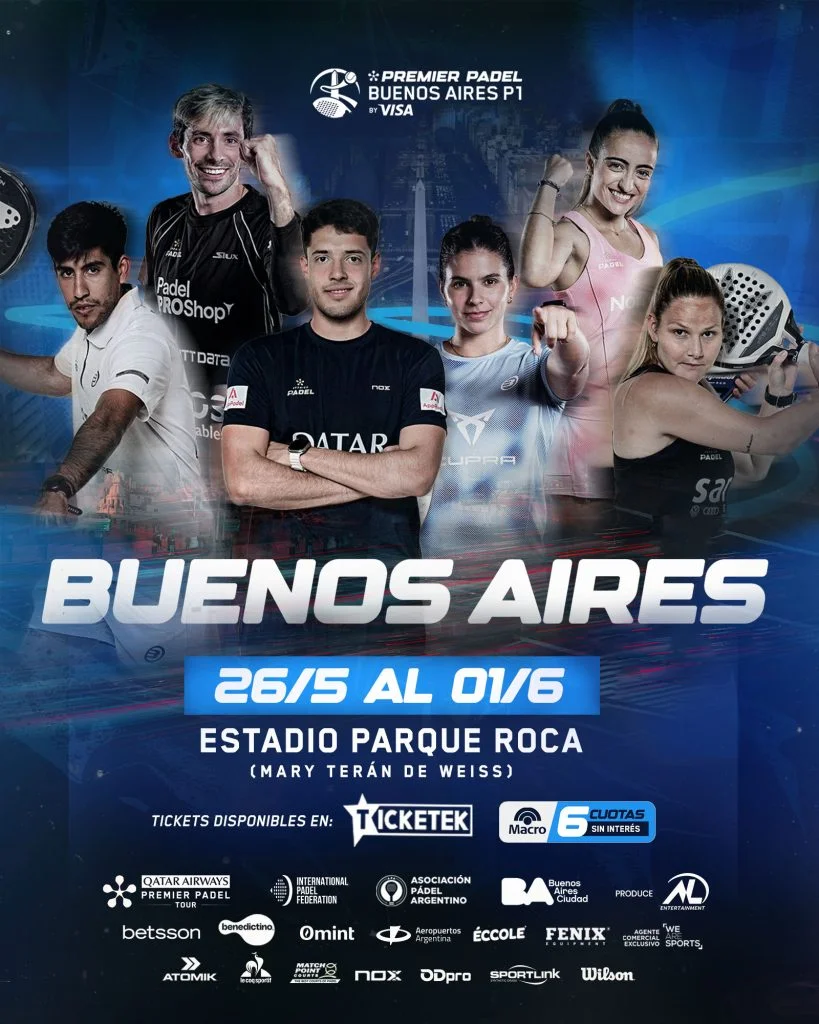 PREMIER PADEL
BUENOS AIRES P1
BY VISA
SIUX
Padel
PROShop
NTT DATA
PADEL
nox
QATAR
CUPRA
PADEL
PADEL
BUENOS AIRES
26/5 AL 01/6
ESTADIO PARQUE ROCA
(MARY TERÁN DE WEISS)
TICKETS DISPONIBLES EN: TICKETEK
Macro 6 CUOTAS
SIN INTERÉS
QATAR AIRWAYS
PREMIER PADEL
TOUR
INTERNATIONAL
PADEL
FEDERATION
ASOCIACIÓN
PÁDEL
ARGENTINO
BA Buenos
Aires
Ciudad
PRODUCE
NL
ENTERTAINMENT
betsson
benedictino
Omint
Aeropuertos
Argentina
ÉCCOLE
FENIX
EQUIPMENT
AGENTE
COMERCIAL
EXCLUSIVO
WE
ARE
SPORTS
ATOMIK
le coq sportif
MATCH
POINT
COURTS
nox
ODpro
SPORTLINK
Wilson